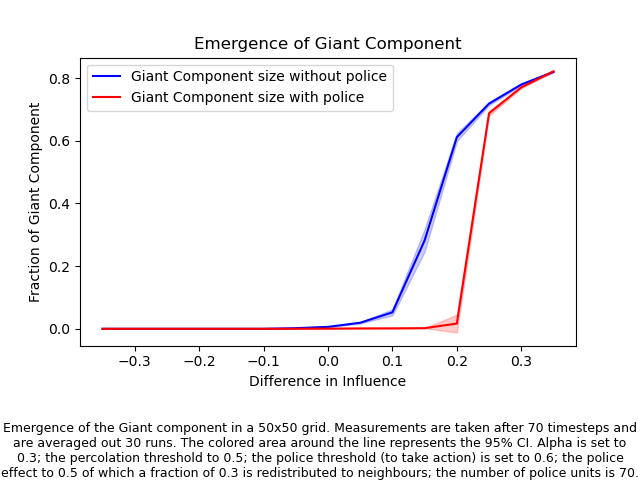 Emergence of Giant Component
Giant Component size without police
Giant Component size with police
Fraction of Giant Component
0.8
0.6
0.4
0.2
0.0
−0.3
−0.2
−0.1
0.0
0.1
0.2
0.3
Difference in Influence
Emergence of the Giant component in a 50x50 grid. Measurements are taken after 70 timesteps and
are averaged out 30 runs. The colored area around the line represents the 95% CI. Alpha is set to
0.3; the percolation threshold to 0.5; the police threshold (to take action) is set to 0.6; the police
effect to 0.5 of which a fraction of 0.3 is redistributed to neighbours; the number of police units is 70.